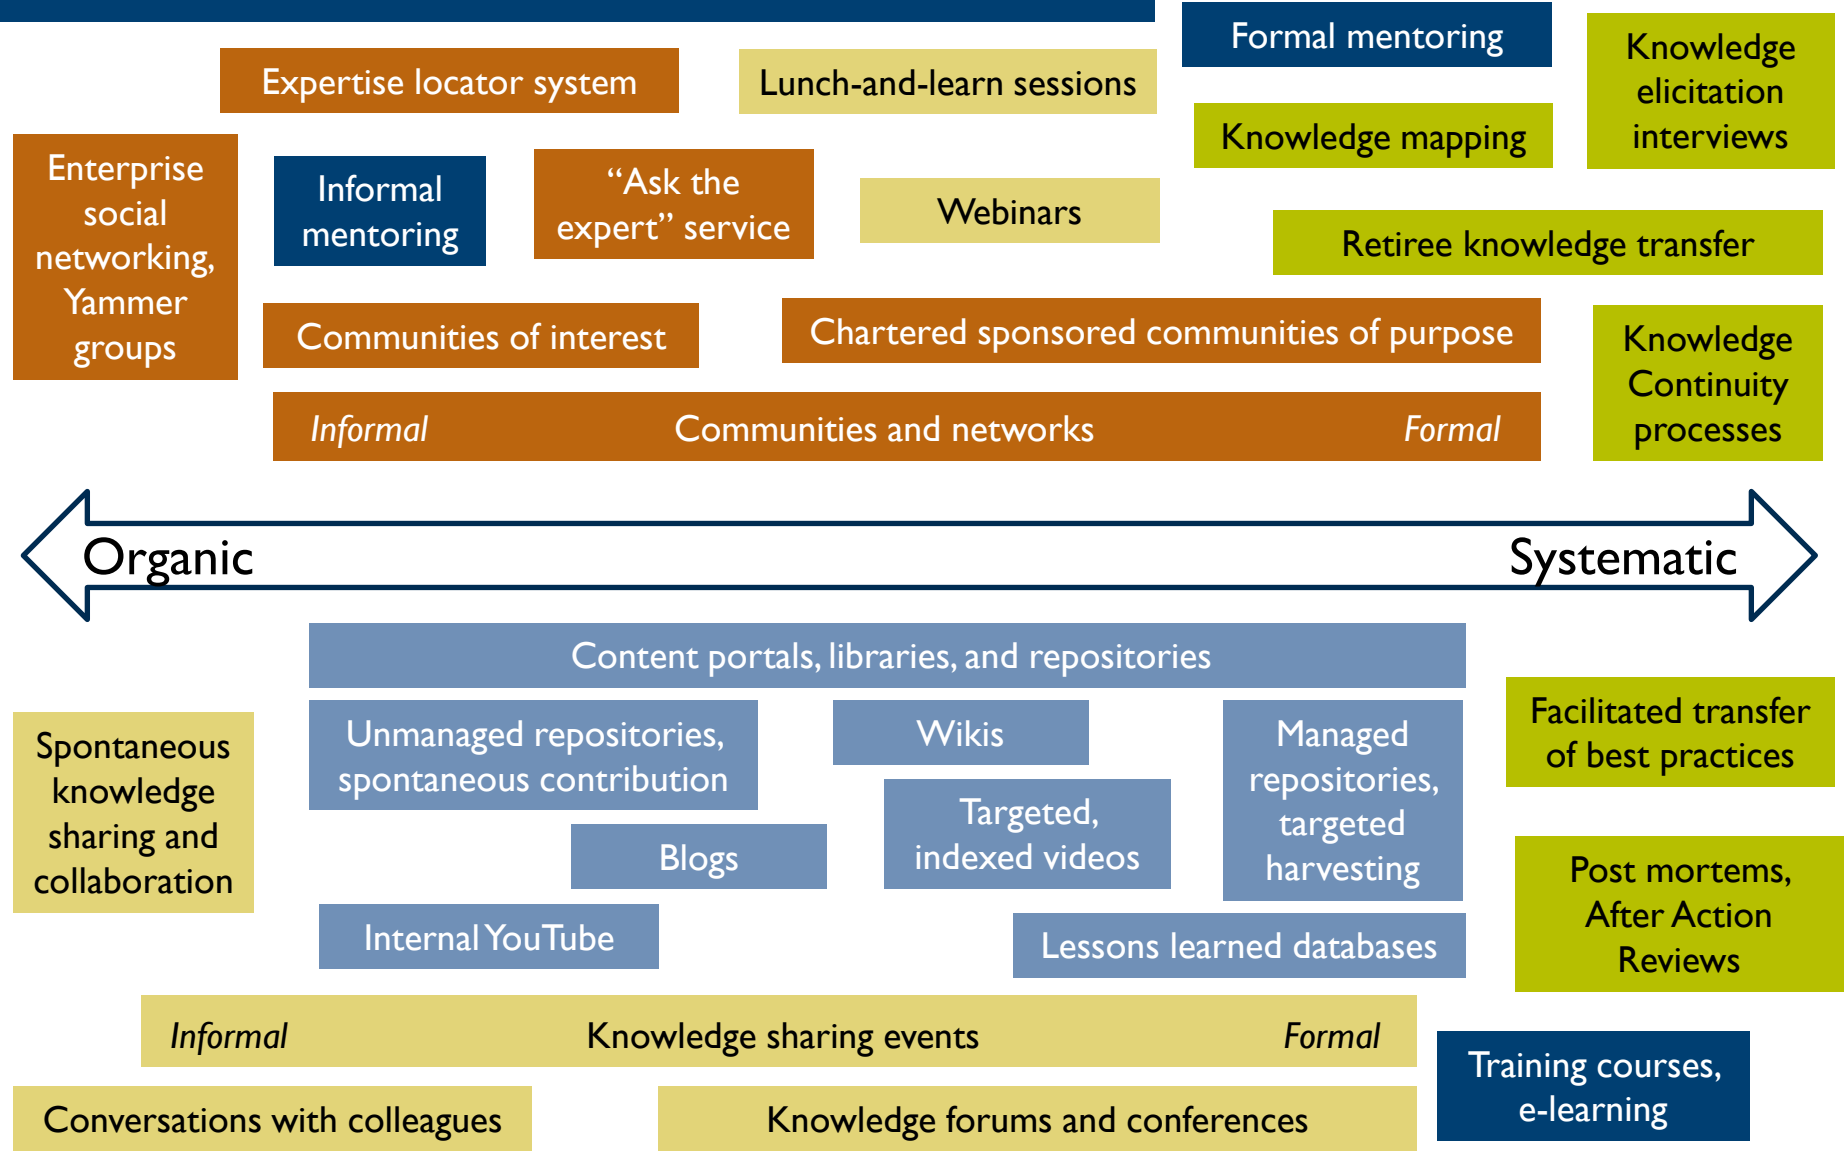 Formal mentoring
Knowledge
elicitation
interviews
Expertise locator system
Lunch-and-learn sessions
Knowledge mapping
Enterprise
social
networking,
Yammer
groups
Informal
mentoring
“Ask the
expert” service
Webinars
Retiree knowledge transfer
Communities of interest
Chartered sponsored communities of purpose
Knowledge
Continuity
processes
Informal Communities and networks Formal
Organic Systematic
Content portals, libraries, and repositories
Spontaneous
knowledge
sharing and
collaboration
Unmanaged repositories,
spontaneous contribution
Wikis
Managed
repositories,
targeted
harvesting
Facilitated transfer
of best practices
Blogs
Targeted,
indexed videos
Post mortems,
After Action
Reviews
Internal YouTube
Lessons learned databases
Informal Knowledge sharing events Formal
Training courses,
e-learning
Conversations with colleagues
Knowledge forums and conferences